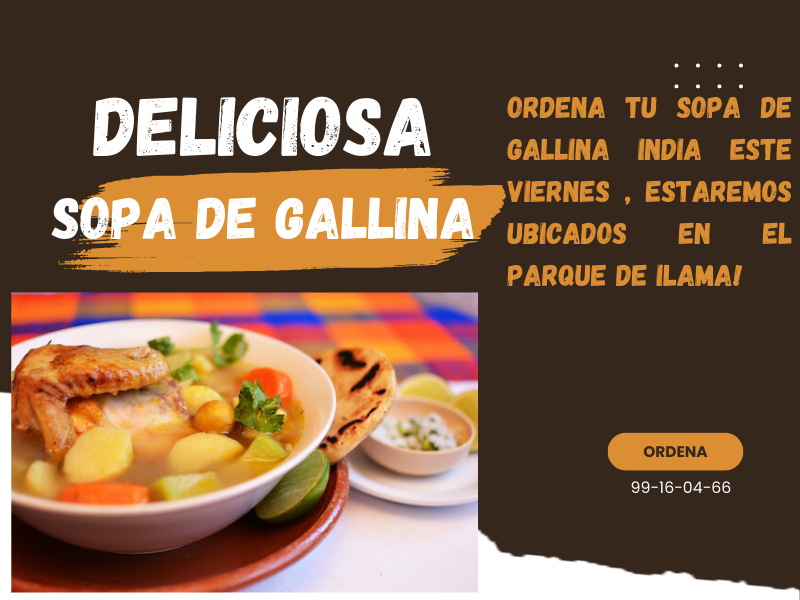 DELICIOSA
SOPA DE GALLINA
ORDENA TU SOPA DE
GALLINA INDIA ESTE
VIERNES , ESTAREMOS
UBICADOS EN EL
PARQUE DE ILAMA!
ORDENA
99-16-04-66